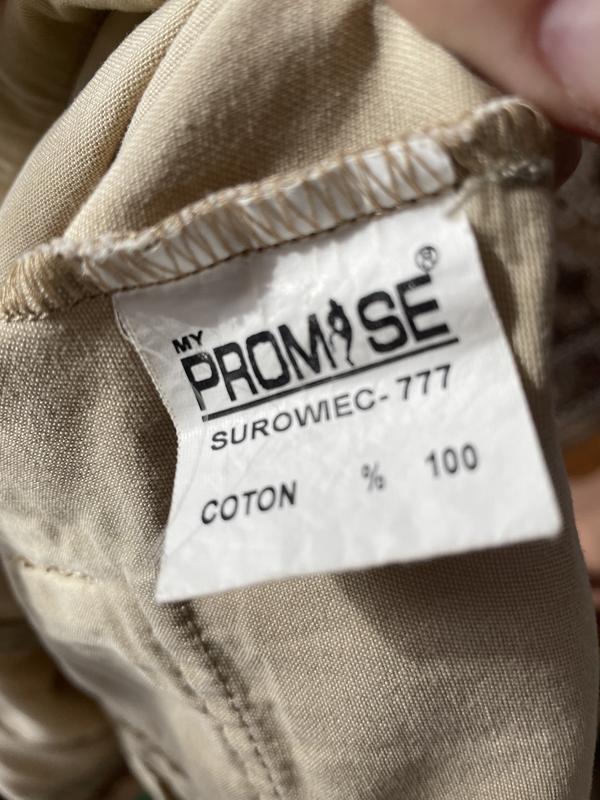 MY
PROMISE®
SUROWIEC- 777
COTON % 100